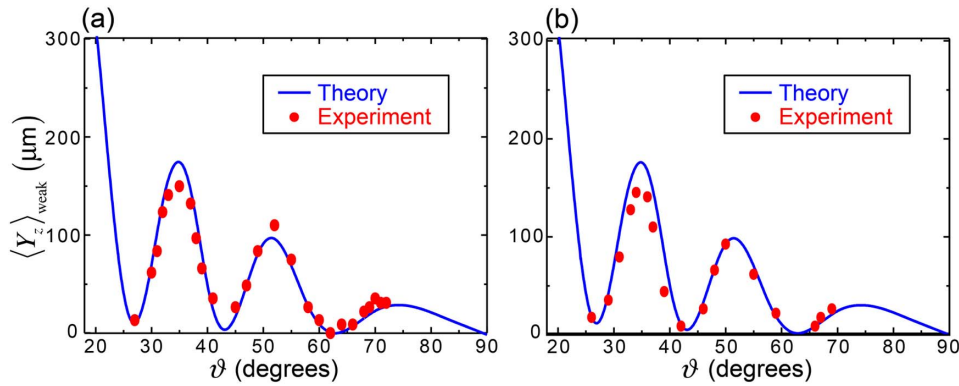 (a)
300
200
100
0
⟨Y_z⟩_weak (μm)
Theory
Experiment
20 30 40 50 60 70 80 90
ϑ (degrees)
(b)
300
200
100
0
Theory
Experiment
20 30 40 50 60 70 80 90
ϑ (degrees)